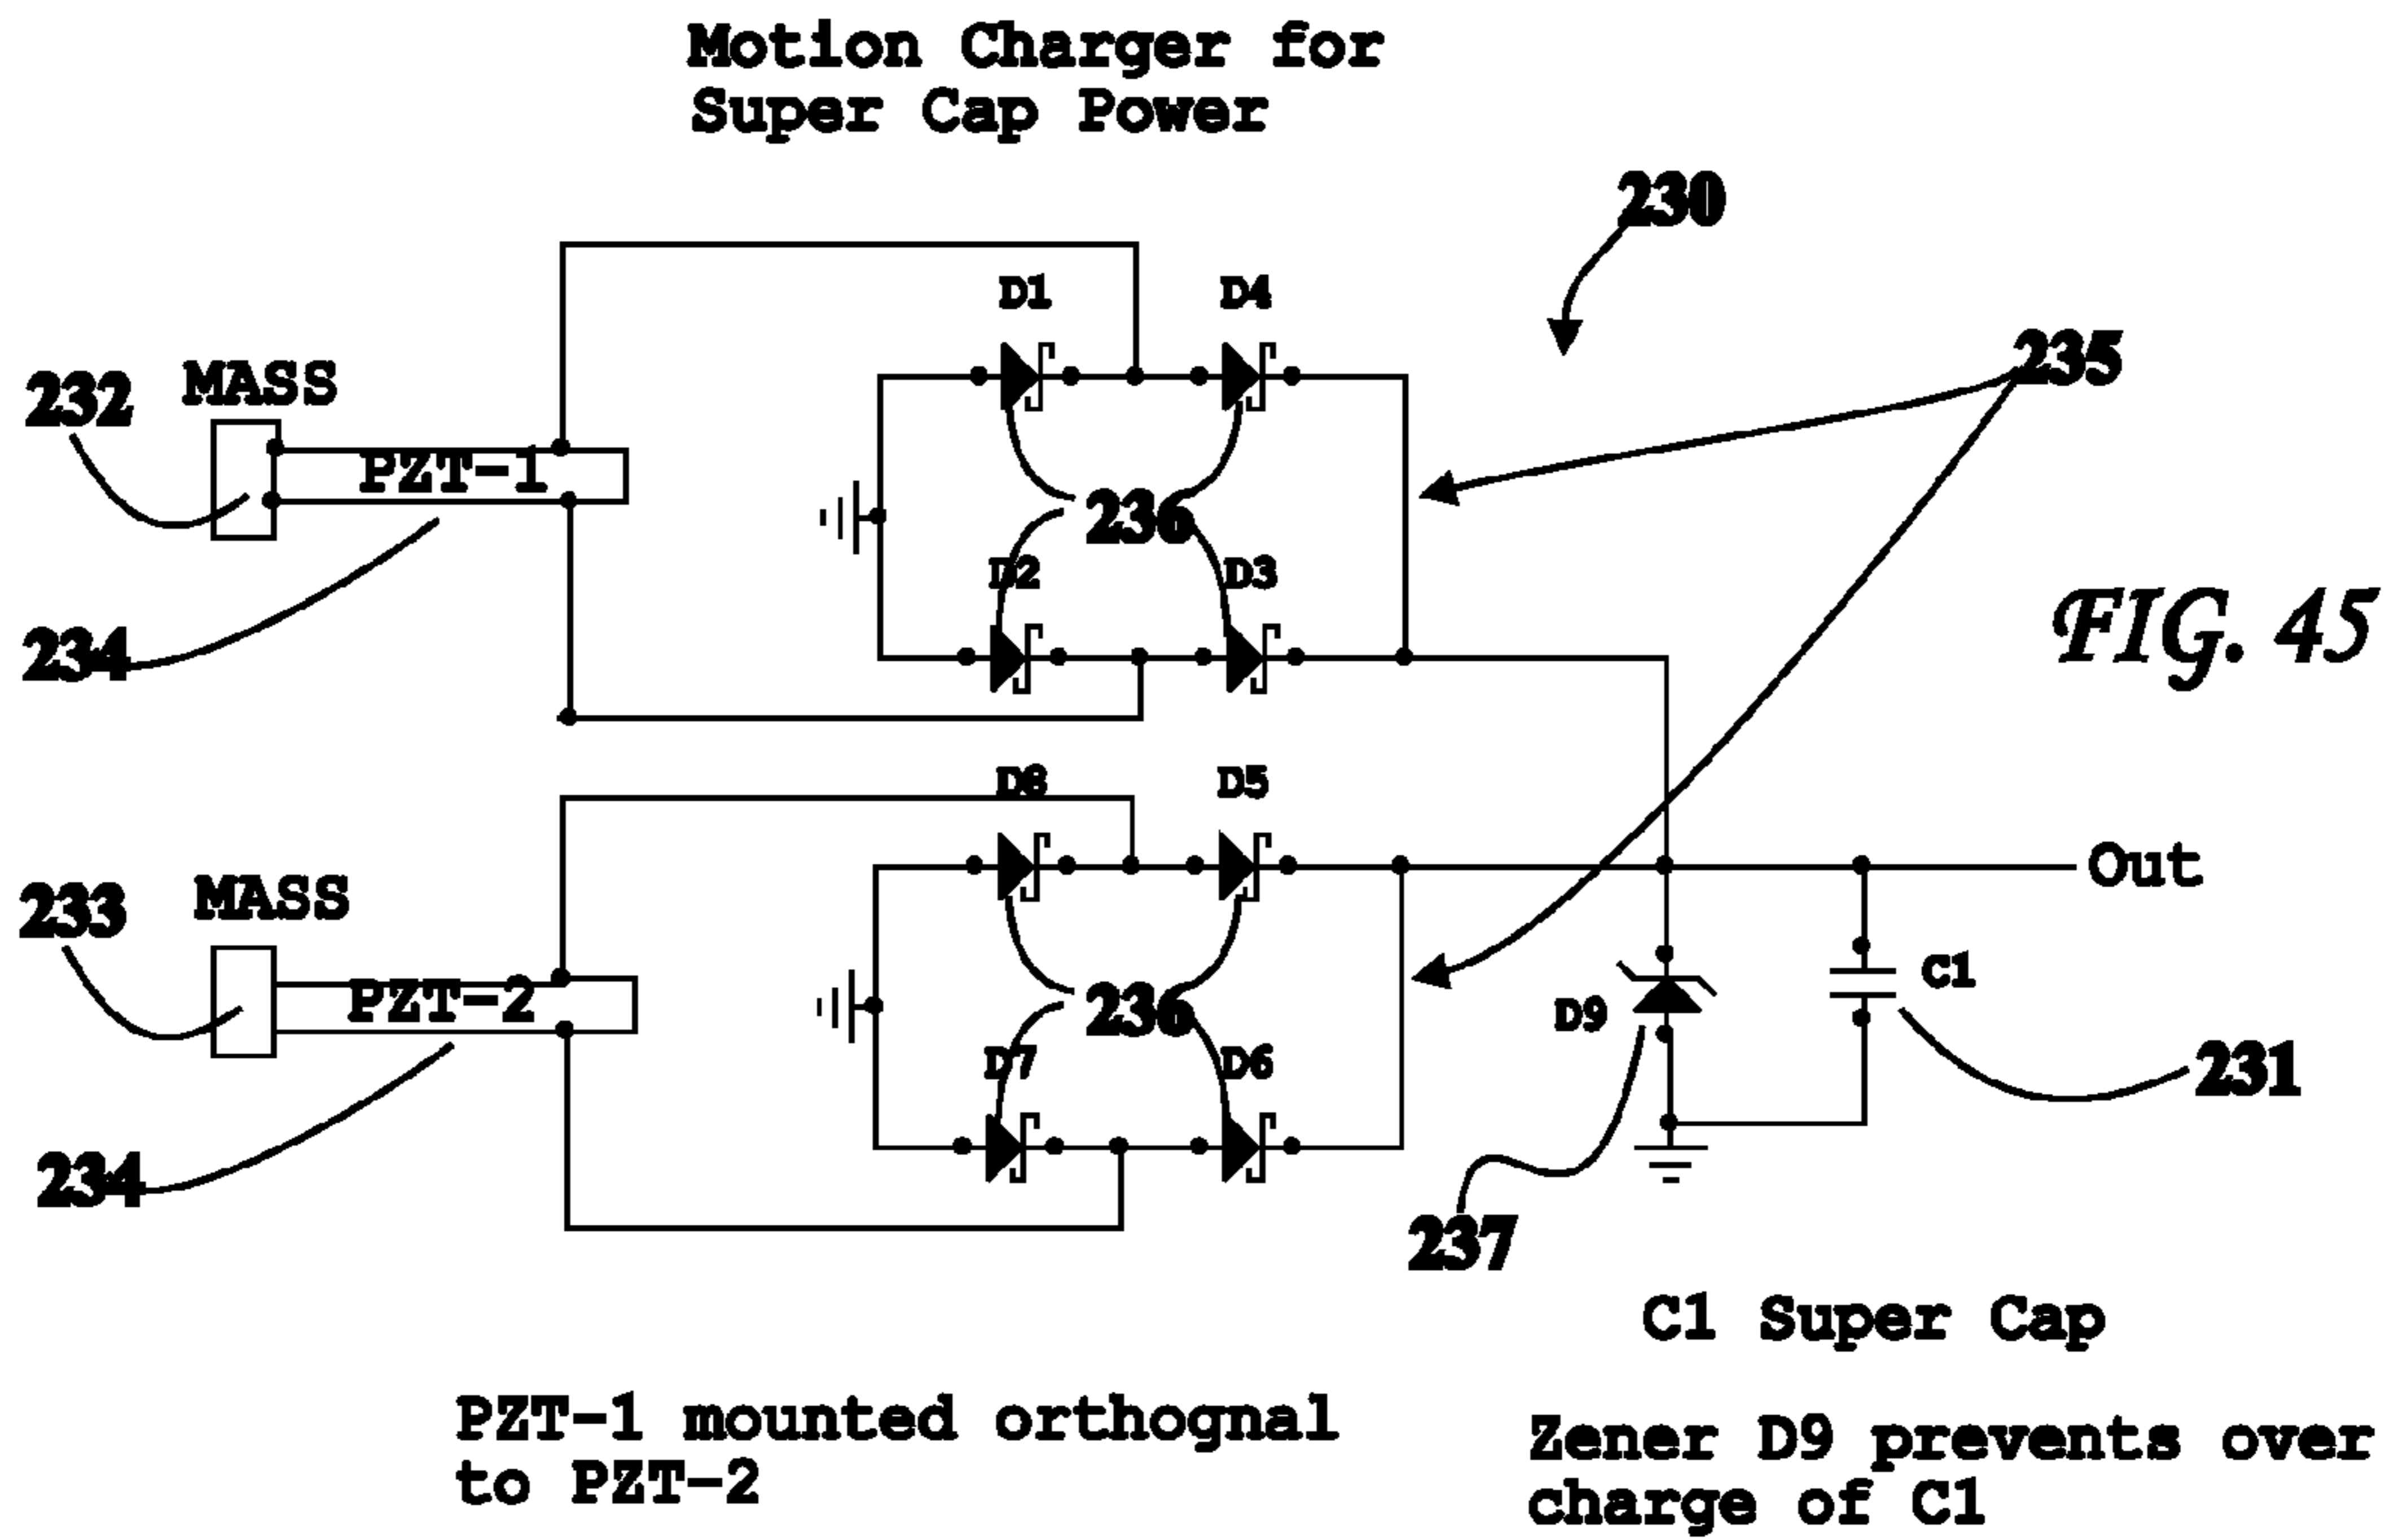 Motion Charger for
Super Cap Power
230
D1 D4
235
232 MASS
PZT-1
236
D2 D3
234
FIG. 45
D8 D5
Out
233 MASS
PZT-2
C1
236
D9
D7 D6
231
234
237
C1 Super Cap
PZT-1 mounted orthognal
to PZT-2
Zener D9 prevents over
charge of C1